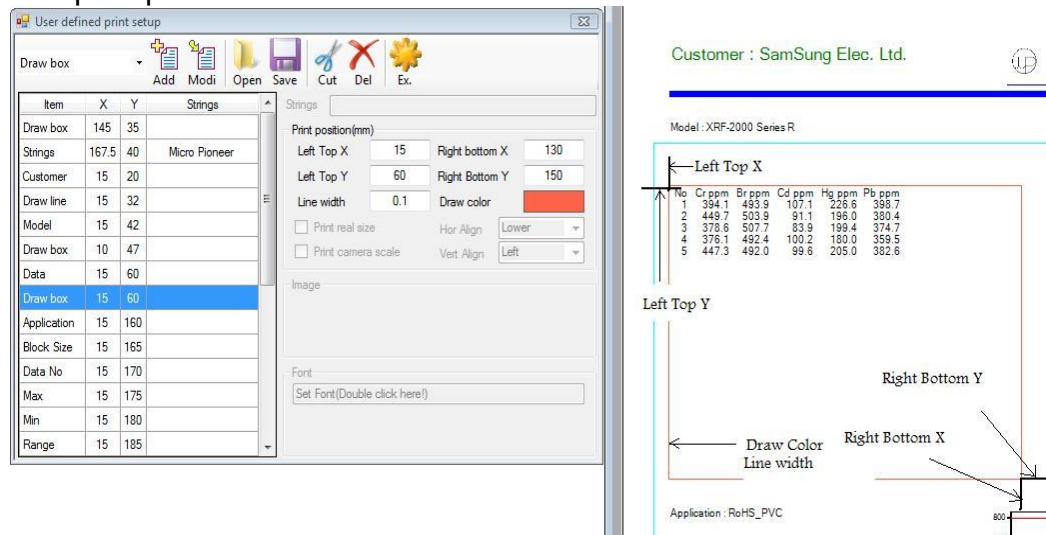 User defined print setup
Draw box
Add Modi Open Save Cut Del Ex.
Item X Y Strings
Draw box 145 35
Strings 167.5 40 Micro Pioneer
Customer 15 20
Draw line 15 32
Model 15 42
Draw box 10 47
Data 15 60
Draw box 15 60
Application 15 160
Block Size 15 165
Data No 15 170
Max 15 175
Min 15 180
Range 15 185
Strings
Print position(mm)
Left Top X 15 Right bottom X 130
Left Top Y 60 Right Bottom Y 150
Line width 0.1 Draw color
Print real size Hor Align Lower
Print camera scale Vert Align Left
Image
Font
Set Font(Double click here!)
Customer : SamSung Elec. Ltd.
Model : XRF-2000 Series R
Left Top X
No Cr ppm Br ppm Cd ppm Hg ppm Pb ppm
1 394.1 493.9 107.1 226.6 398.7
2 449.7 503.9 91.1 196.0 380.4
3 378.6 507.7 83.9 199.4 374.7
4 376.1 492.4 100.2 180.0 359.5
5 447.3 492.0 99.6 205.0 382.6
Left Top Y
Right Bottom Y
Right Bottom X
Draw Color
Line width
Application : RoHS_PVC
800